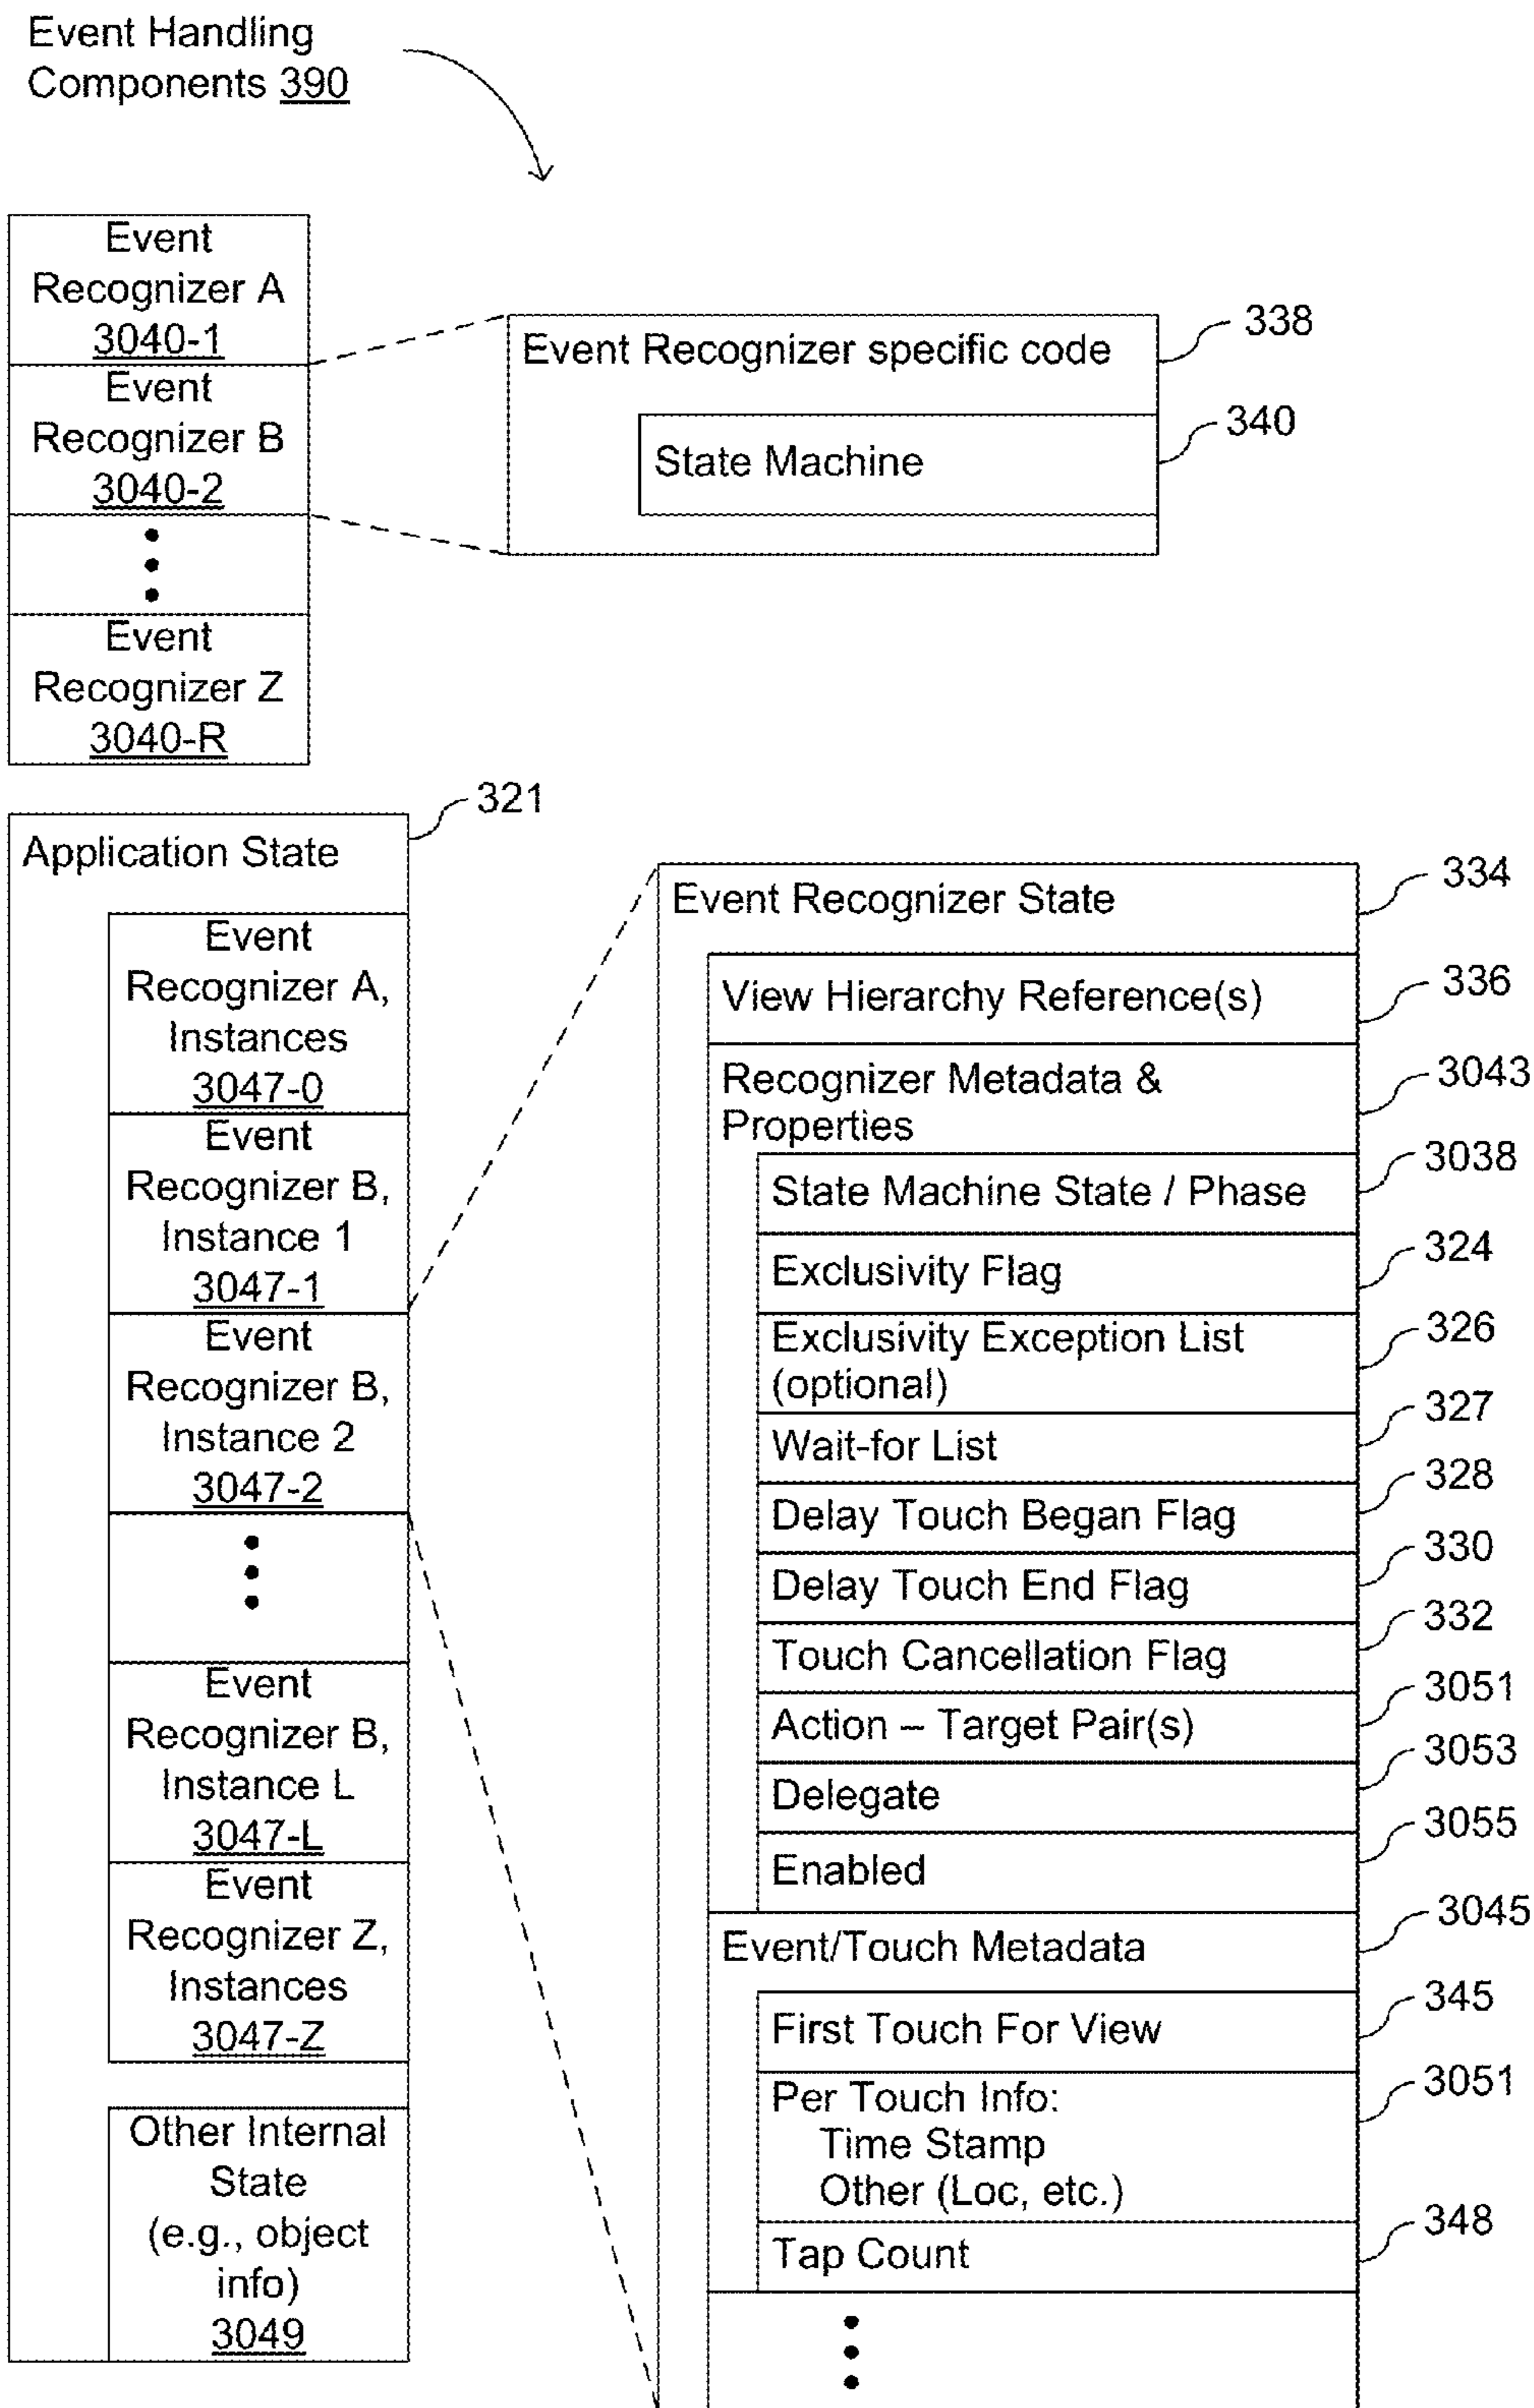 Event Handling
Components 390
Event
Recognizer A
3040-1
Event
Recognizer B
3040-2
Event
Recognizer Z
3040-R
Event Recognizer specific code
338
State Machine
340
Application State
321
Event
Recognizer A,
Instances
3047-0
Event
Recognizer B,
Instance 1
3047-1
Event
Recognizer B,
Instance 2
3047-2
Event
Recognizer B,
Instance L
3047-L
Event
Recognizer Z,
Instances
3047-Z
Other Internal
State
(e.g., object
info)
3049
Event Recognizer State
334
View Hierarchy Reference(s)
336
Recognizer Metadata &
Properties
3043
State Machine State / Phase
3038
Exclusivity Flag
324
Exclusivity Exception List
(optional)
326
Wait-for List
327
Delay Touch Began Flag
328
Delay Touch End Flag
330
Touch Cancellation Flag
332
Action – Target Pair(s)
3051
Delegate
3053
Enabled
3055
Event/Touch Metadata
3045
First Touch For View
345
Per Touch Info:
Time Stamp
Other (Loc, etc.)
3051
Tap Count
348